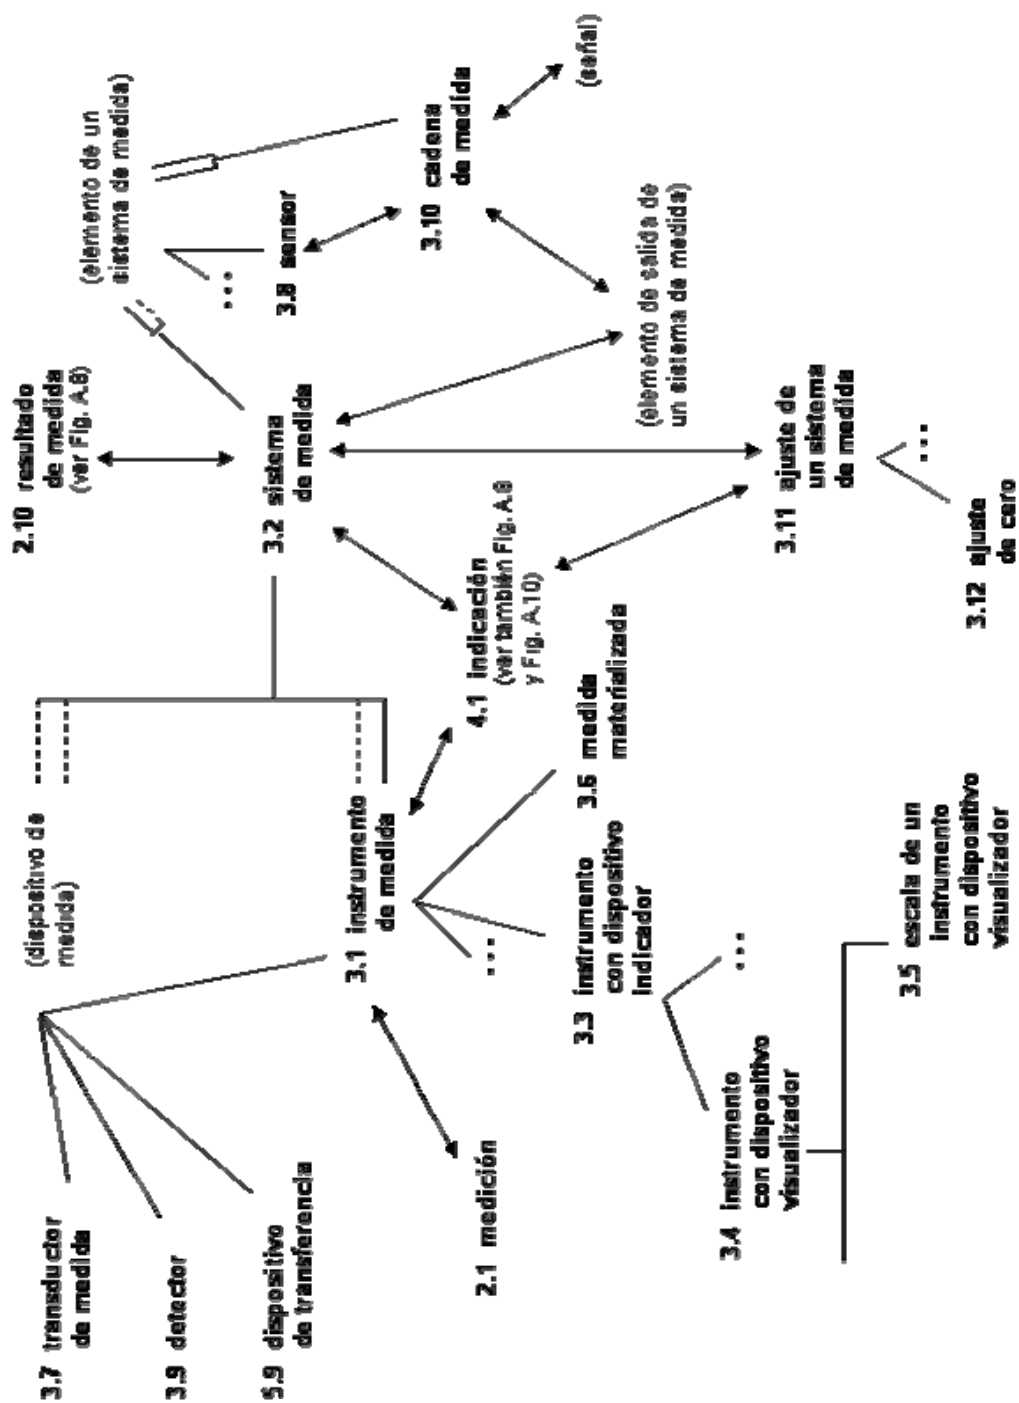 2.10 resultado
de medida
(ver Fig. A.8)
(elemento de un
sistema de medida)
(dispositivo de
medida)
3.7 transductor
de medida
3.9 detector
5.9 dispositivo
de transferencia
3.1 instrumento
de medida
3.2 sistema
de medida
3.8 sensor
...
3.10 cadena
de medida
(señal)
2.1 medición
4.1 indicación
(ver también Fig. A.8
y Fig. A.10)
...
3.3 instrumento
con dispositivo
indicador
3.6 medida
materializada
(elemento de salida de
un sistema de medida)
3.4 instrumento
con dispositivo
visualizador
...
3.11 ajuste de
un sistema
de medida
3.5 escala de un
instrumento
con dispositivo
visualizador
3.12 ajuste
de cero
...